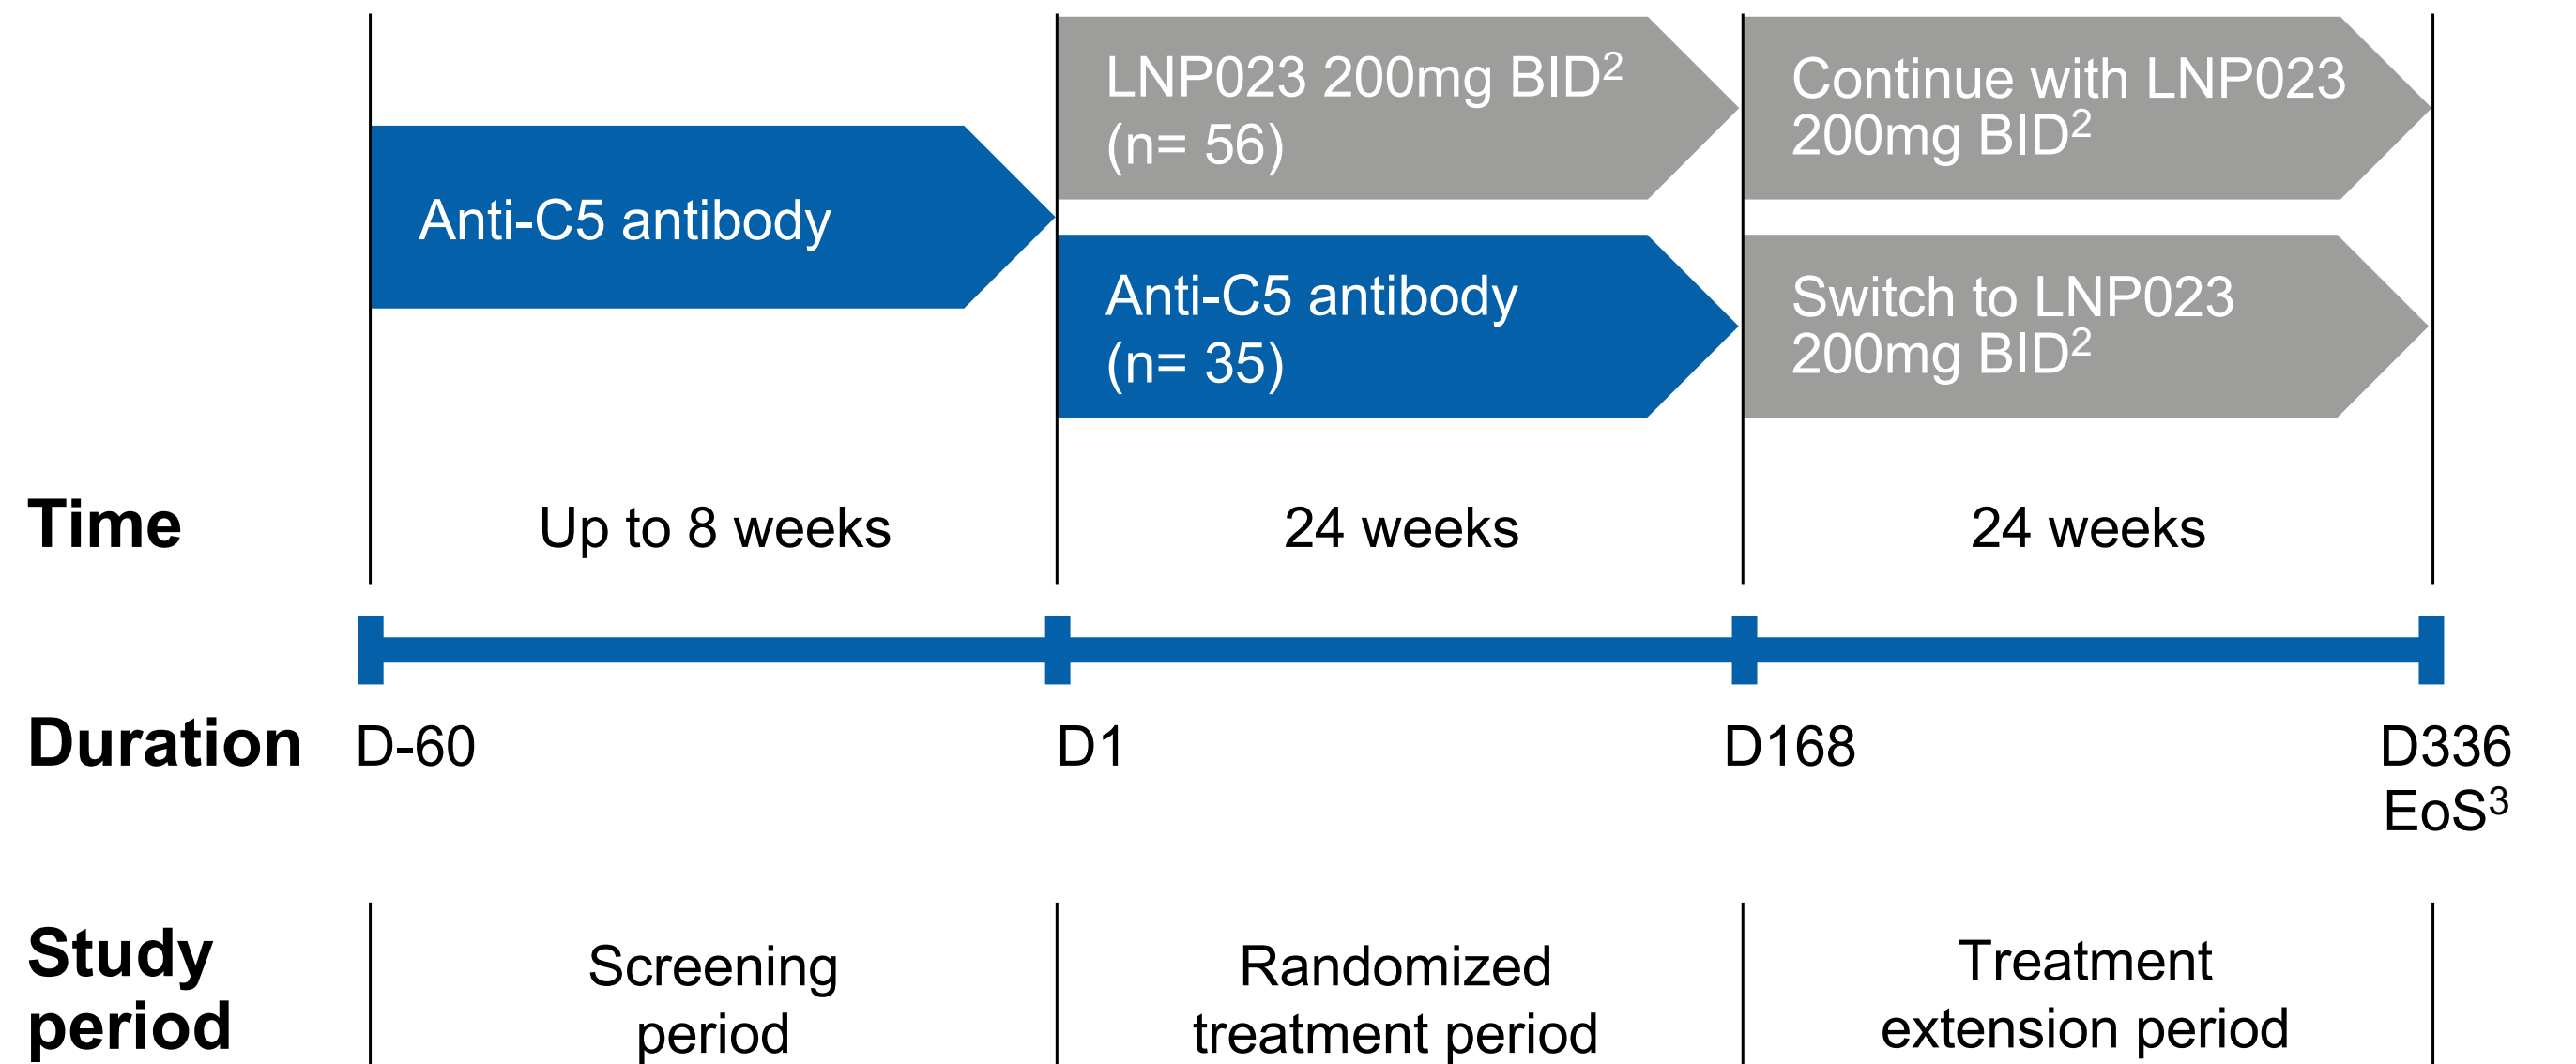 LNP023 200mg BID²
(n= 56)
Continue with LNP023
200mg BID²
Anti-C5 antibody
Anti-C5 antibody
(n= 35)
Switch to LNP023
200mg BID²
Time
Up to 8 weeks
24 weeks
24 weeks
Duration
D-60
D1
D168
D336
EoS³
Study
period
Screening
period
Randomized
treatment period
Treatment
extension period